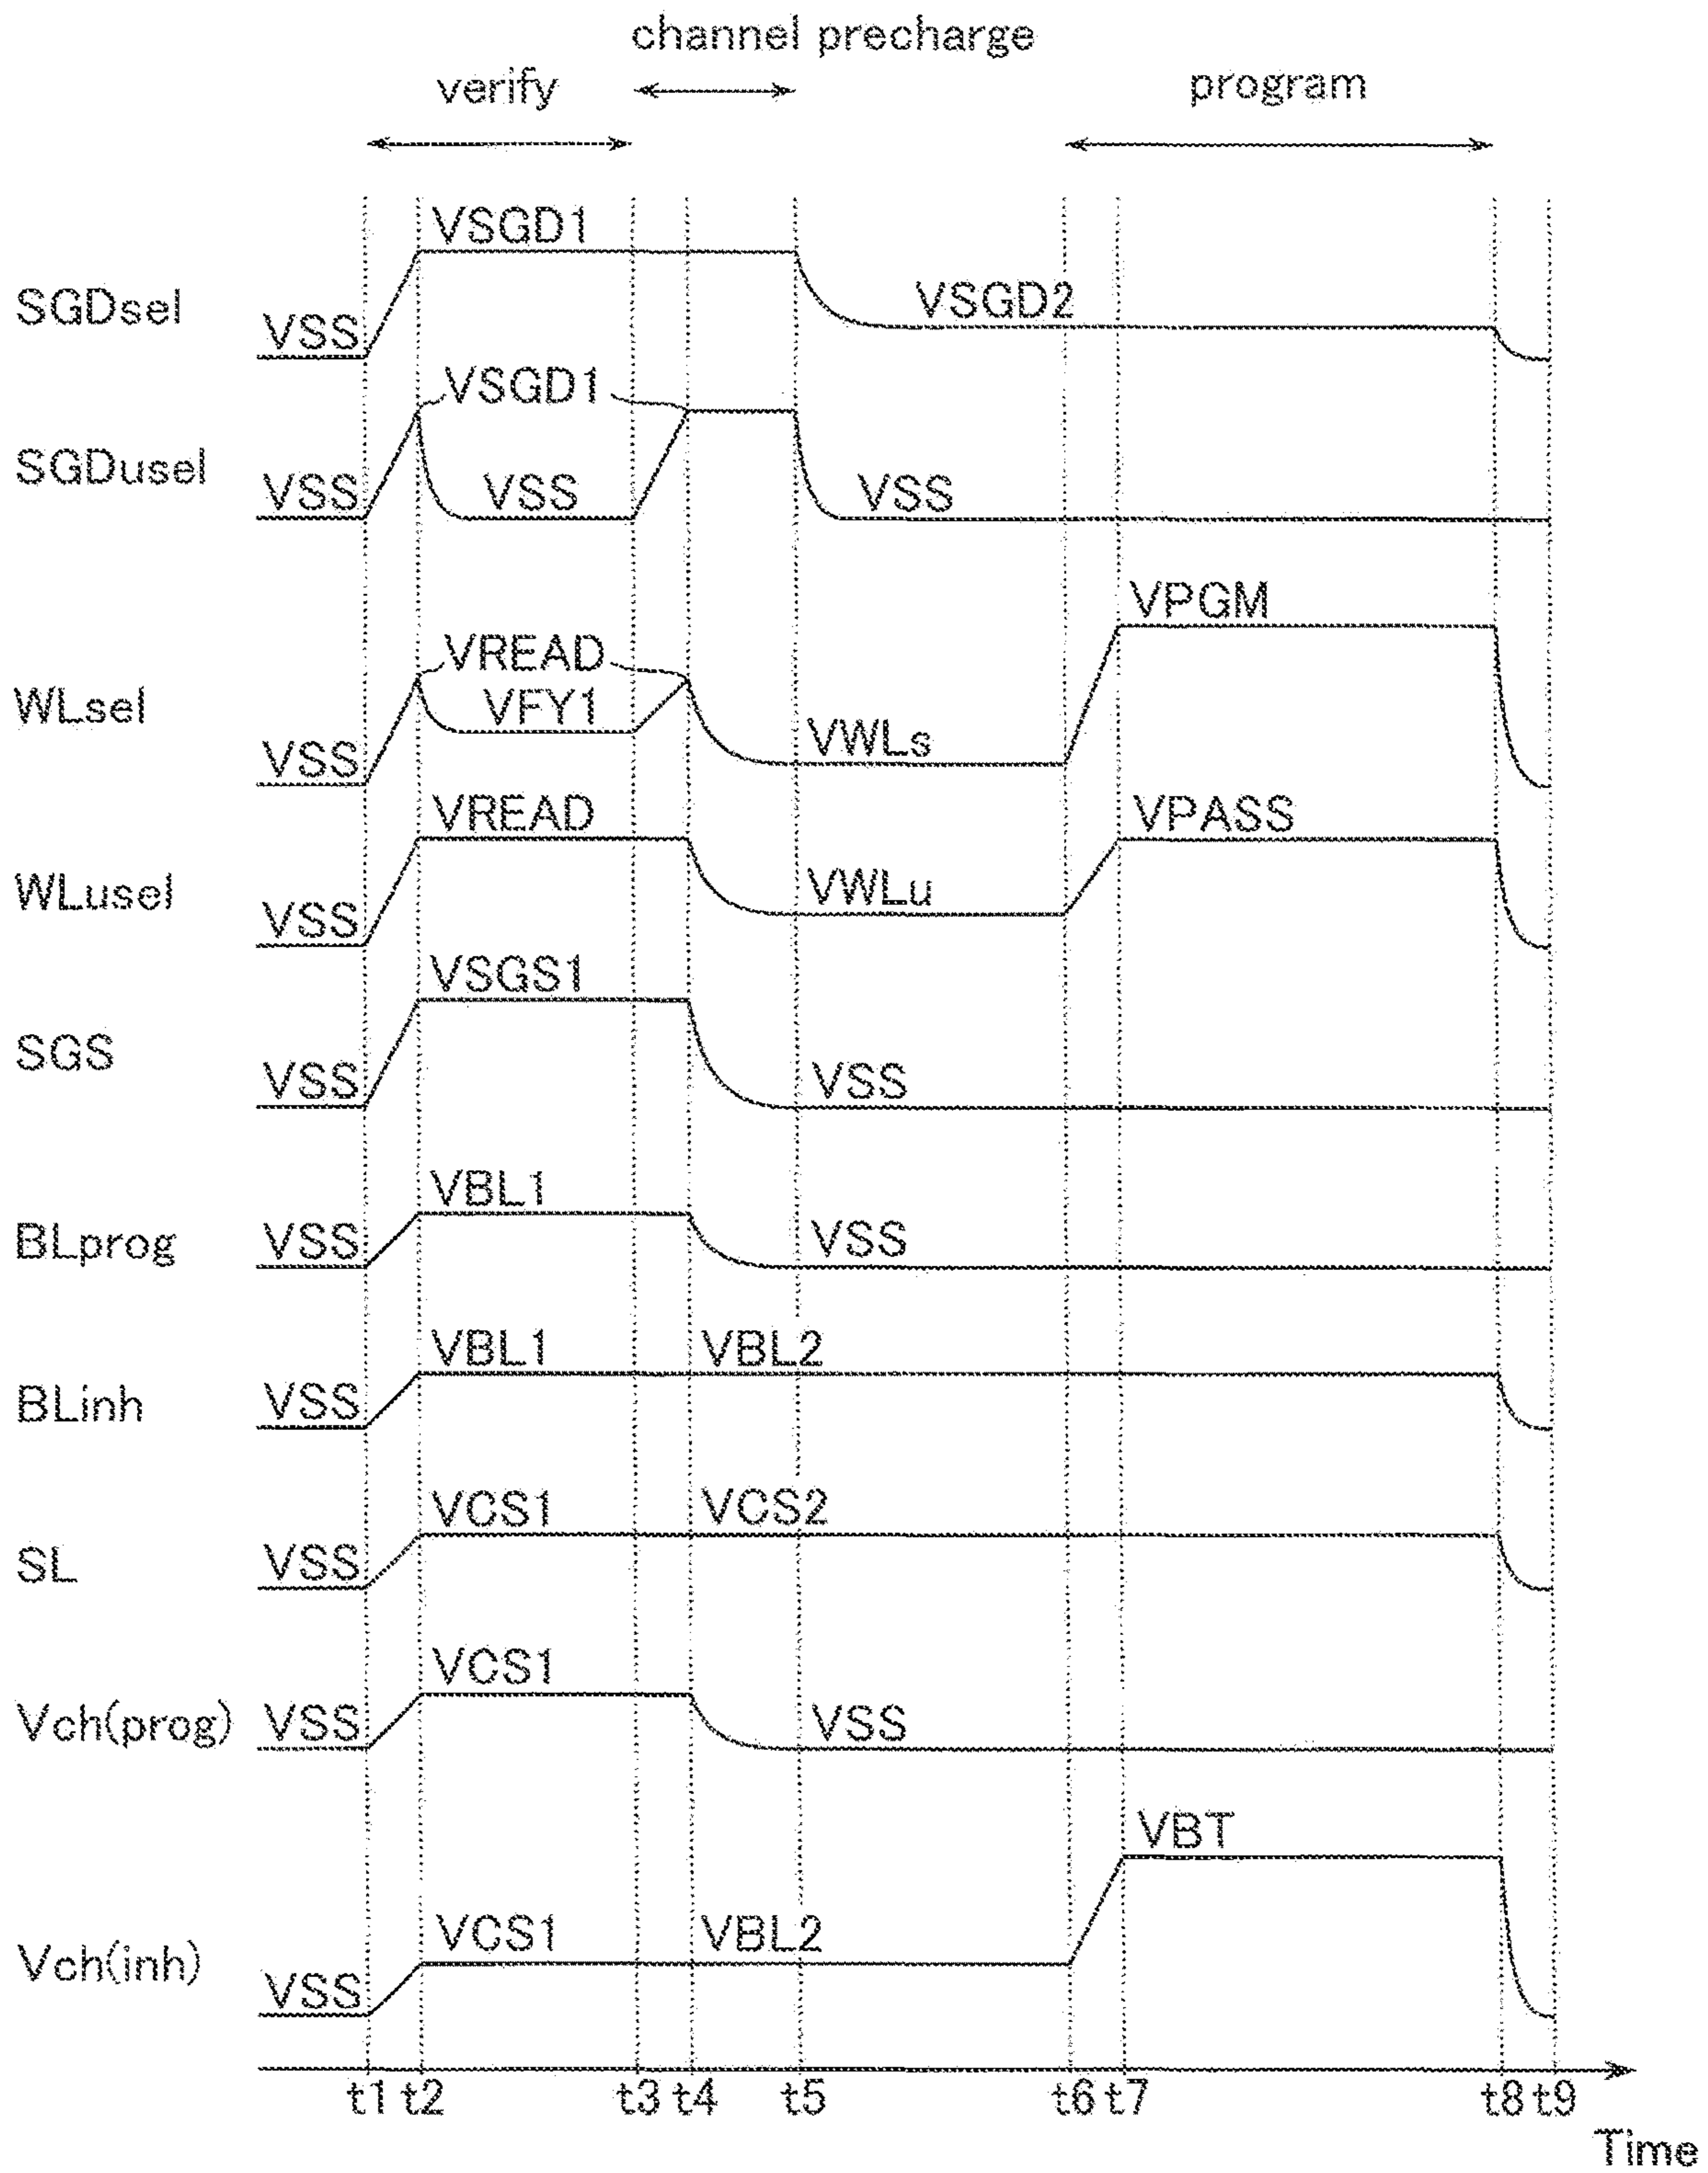 channel precharge
verify program
VSGD1
SGDsel VSS VSGD2
VSGD1
SGDusel VSS VSS VSS
VPGM
VREAD
WLsel VFY1
VSS VWLs
VREAD VPASS
WLusel VSS VWLu
VSGS1
SGS
VSS VSS
VBL1
BLprog VSS VSS
VBL1 VBL2
BLinh VSS
VCS1 VCS2
SL VSS
VCS1
Vch(prog) VSS VSS
VBT
VCS1 VBL2
Vch(inh)
VSS
t1 t2 t3 t4 t5 t6 t7 t8 t9
Time